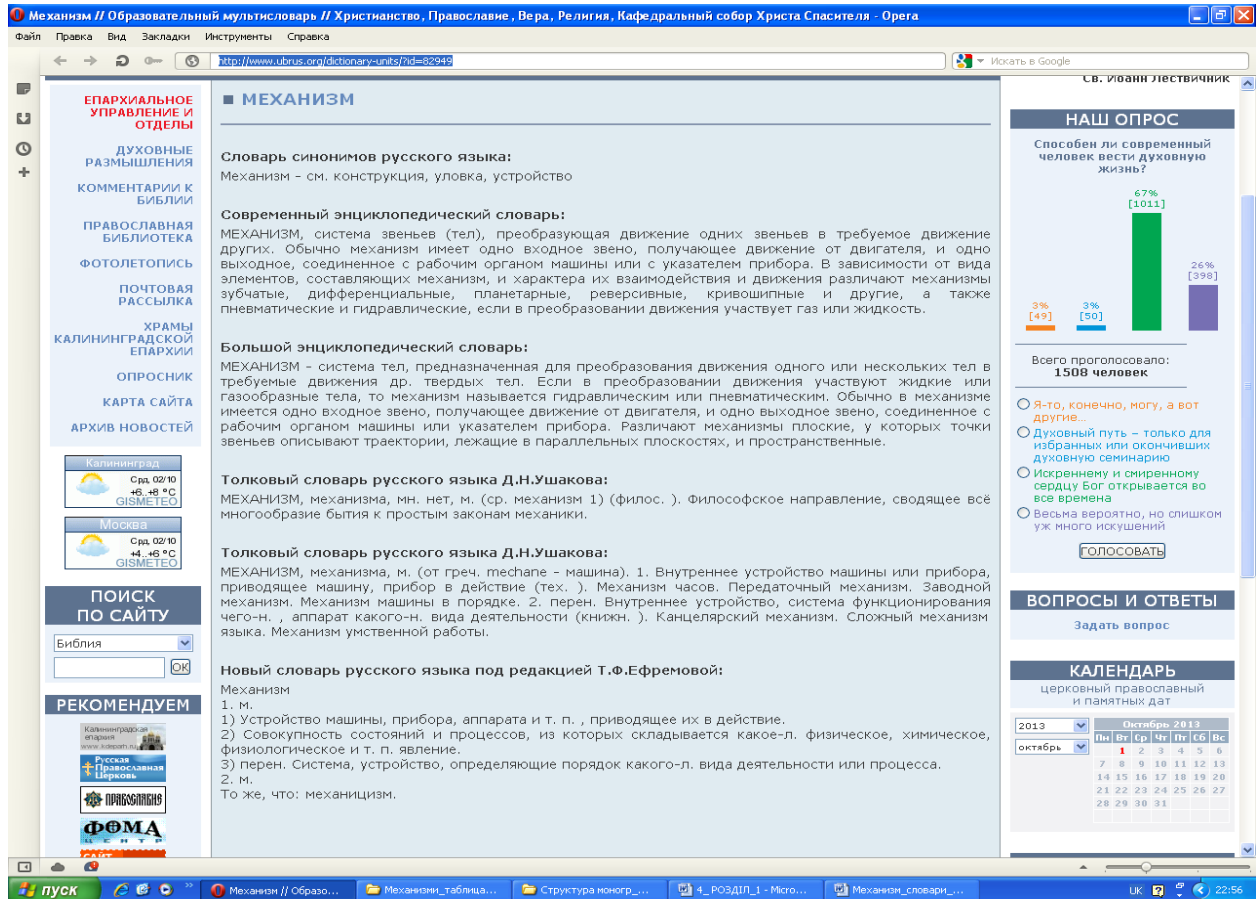 Механизм // Образовательный мультисловарь // Христианство, Православие, Вера, Религия, Кафедральный собор Христа Спасителя - Opera
Файл Правка Вид Закладки Инструменты Справка
http://www.ubrus.org/dictionary-units/?id=82949
Искать в Google
ЕПАРХИАЛЬНОЕ
УПРАВЛЕНИЕ И
ОТДЕЛЫ
ДУХОВНЫЕ
РАЗМЫШЛЕНИЯ
КОММЕНТАРИИ К
БИБЛИИ
ПРАВОСЛАВНАЯ
БИБЛИОТЕКА
ФОТОЛЕТОПИСЬ
ПОЧТОВАЯ
РАССЫЛКА
ХРАМЫ
КАЛИНИНГРАДСКОЙ
ЕПАРХИИ
ОПРОСНИК
КАРТА САЙТА
АРХИВ НОВОСТЕЙ
Калининград
Срд, 02/10
+6..+8 °C
GISMETEO
Москва
Срд, 02/10
+4..+6 °C
GISMETEO
ПОИСК
ПО САЙТУ
Библия
OK
РЕКОМЕНДУЕМ
Калининградская
епархия
www.kdeparh.ru
Русская
Православная
Церковь
ПРАВОСЛАВИЕ
ФОМА
ЦЕНТР
САЙТ
МЕХАНИЗМ
Словарь синонимов русского языка:
Механизм - см. конструкция, уловка, устройство
Современный энциклопедический словарь:
МЕХАНИЗМ, система звеньев (тел), преобразующая движение одних звеньев в требуемое движение
других. Обычно механизм имеет одно входное звено, получающее движение от двигателя, и одно
выходное, соединенное с рабочим органом машины или с указателем прибора. В зависимости от вида
элементов, составляющих механизм, и характера их взаимодействия и движения различают механизмы
зубчатые, дифференциальные, планетарные, реверсивные, кривошипные и другие, а также
пневматические и гидравлические, если в преобразовании движения участвует газ или жидкость.
Большой энциклопедический словарь:
МЕХАНИЗМ - система тел, предназначенная для преобразования движения одного или нескольких тел в
требуемые движения др. твердых тел. Если в преобразовании движения участвуют жидкие или
газообразные тела, то механизм называется гидравлическим или пневматическим. Обычно в механизме
имеется одно входное звено, получающее движение от двигателя, и одно выходное звено, соединенное с
рабочим органом машины или указателем прибора. Различают механизмы плоские, у которых точки
звеньев описывают траектории, лежащие в параллельных плоскостях, и пространственные.
Толковый словарь русского языка Д.Н.Ушакова:
МЕХАНИЗМ, механизма, мн. нет, м. (ср. механизм 1) (филос. ). Философское направление, сводящее всё
многообразие бытия к простым законам механики.
Толковый словарь русского языка Д.Н.Ушакова:
МЕХАНИЗМ, механизма, м. (от греч. mechane - машина). 1. Внутреннее устройство машины или прибора,
приводящее машину, прибор в действие (тех. ). Механизм часов. Передаточный механизм. Заводной
механизм. Механизм машины в порядке. 2. перен. Внутреннее устройство, система функционирования
чего-н. , аппарат какого-н. вида деятельности (книжн. ). Канцелярский механизм. Сложный механизм
языка. Механизм умственной работы.
Новый словарь русского языка под редакцией Т.Ф.Ефремовой:
Механизм
1. м.
1) Устройство машины, прибора, аппарата и т. п. , приводящее их в действие.
2) Совокупность состояний и процессов, из которых складывается какое-л. физическое, химическое,
физиологическое и т. п. явление.
3) перен. Система, устройство, определяющие порядок какого-л. вида деятельности или процесса.
2. м.
То же, что: механицизм.
Св. Иоанн Лествичник
НАШ ОПРОС
Способен ли современный
человек вести духовную
жизнь?
67%
[1011]
26%
[398]
3% 3%
[49] [50]
Всего проголосовало:
1508 человек
Я-то, конечно, могу, а вот
другие...
Духовный путь – только для
избранных или окончивших
духовную семинарию
Искреннему и смиренному
сердцу Бог открывается во
все времена
Весьма вероятно, но слишком
уж много искушений
ГОЛОСОВАТЬ
ВОПРОСЫ И ОТВЕТЫ
Задать вопрос
КАЛЕНДАРЬ
церковный православный
и памятных дат
2013
октябрь
Октябрь 2013
Пн Вт Ср Чт Пт Сб Вс
1 2 3 4 5 6
7 8 9 10 11 12 13
14 15 16 17 18 19 20
21 22 23 24 25 26 27
28 29 30 31
пуск
Механизм // Образо...
Механизми_таблица...
Структура моногр_...
4_ РОЗДІЛ_1 - Micro...
Механизм_словари_...
UK
22:56